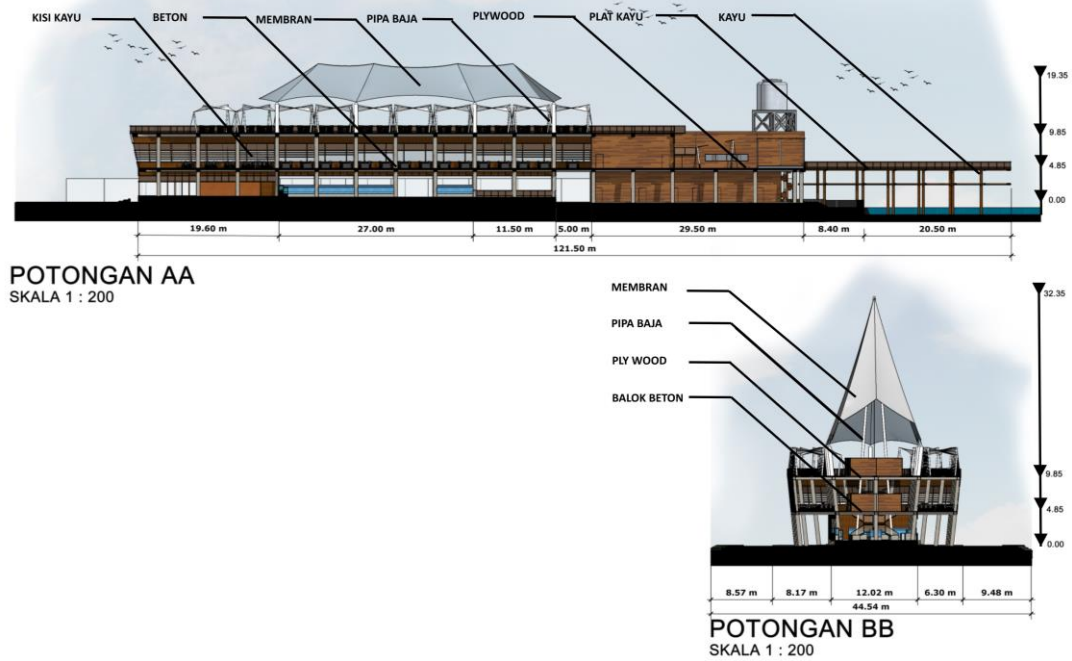 KISI KAYU
BETON
MEMBRAN
PIPA BAJA
PLYWOOD
PLAT KAYU
KAYU
19.35
9.85
4.85
0.00
19.60 m
27.00 m
11.50 m
5.00 m
29.50 m
8.40 m
20.50 m
121.50 m
POTONGAN AA
SKALA 1 : 200
MEMBRAN
PIPA BAJA
PLY WOOD
BALOK BETON
32.35
9.85
4.85
0.00
8.57 m
8.17 m
12.02 m
6.30 m
9.48 m
44.54 m
POTONGAN BB
SKALA 1 : 200